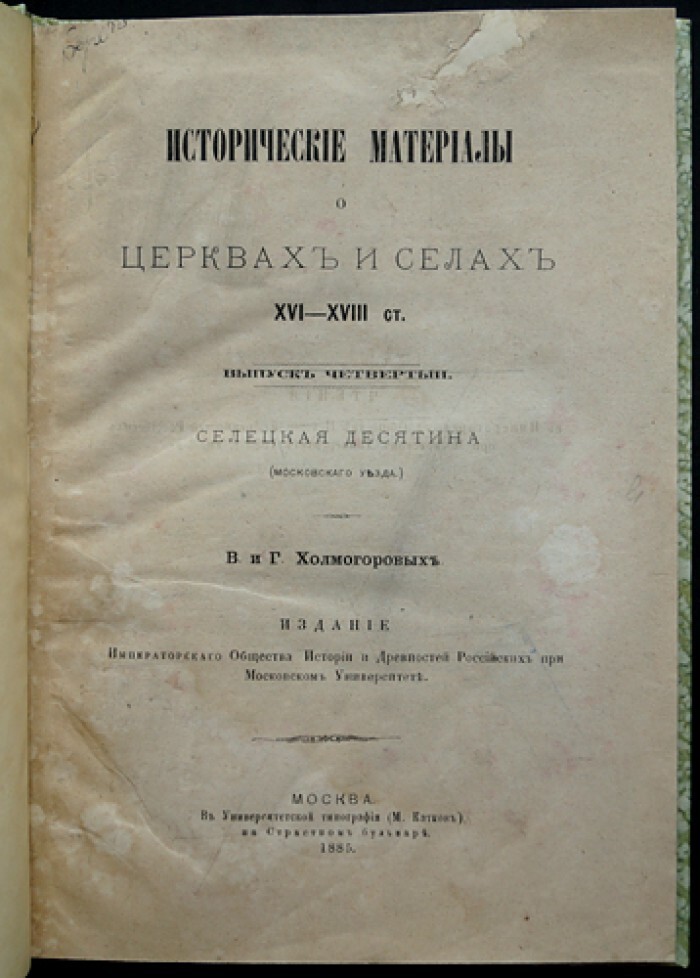 ИСТОРИЧЕСКІЕ МАТЕРІАЛЫ
О
ЦЕРКВАХЪ И СЕЛАХЪ
XVI—XVIII СТ.
ВЫПУСКЪ ЧЕТВЕРТЫЙ.
СЕЛЕЦКАЯ ДЕСЯТИНА
(МОСКОВСКАГО УѢЗДА.)
В. и Г. Холмогоровыхъ
ИЗДАНІЕ
Императорскаго Общества Исторіи и Древностей Россійскихъ при
Московскомъ Университетѣ.
МОСКВА.
Въ Университетской типографіи (М. Катковъ).
на Страстномъ бульварѣ.
1885.